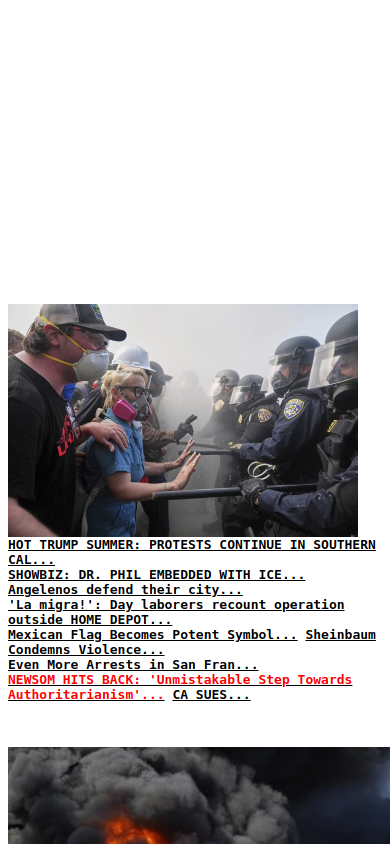 HOT TRUMP SUMMER: PROTESTS CONTINUE IN SOUTHERN
CAL...
SHOWBIZ: DR. PHIL EMBEDDED WITH ICE...
Angelenos defend their city...
'La migra!': Day laborers recount operation
outside HOME DEPOT...
Mexican Flag Becomes Potent Symbol... Sheinbaum
Condemns Violence...
Even More Arrests in San Fran...
NEWSOM HITS BACK: 'Unmistakable Step Towards
Authoritarianism'... CA SUES...